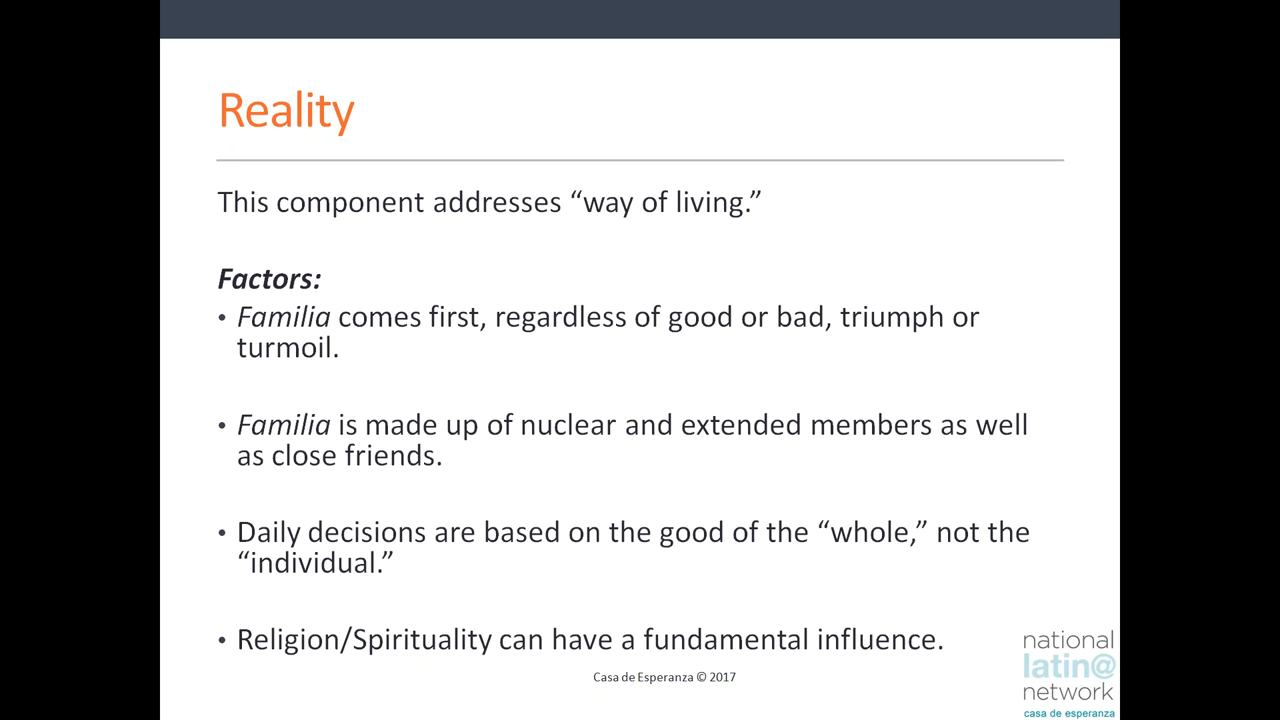 Reality
This component addresses “way of living.”
Factors:
• Familia comes first, regardless of good or bad, triumph or
turmoil.
• Familia is made up of nuclear and extended members as well
as close friends.
• Daily decisions are based on the good of the “whole,” not the
“individual.”
• Religion/Spirituality can have a fundamental influence.
Casa de Esperanza © 2017
national
latin@
network
casa de esperanza